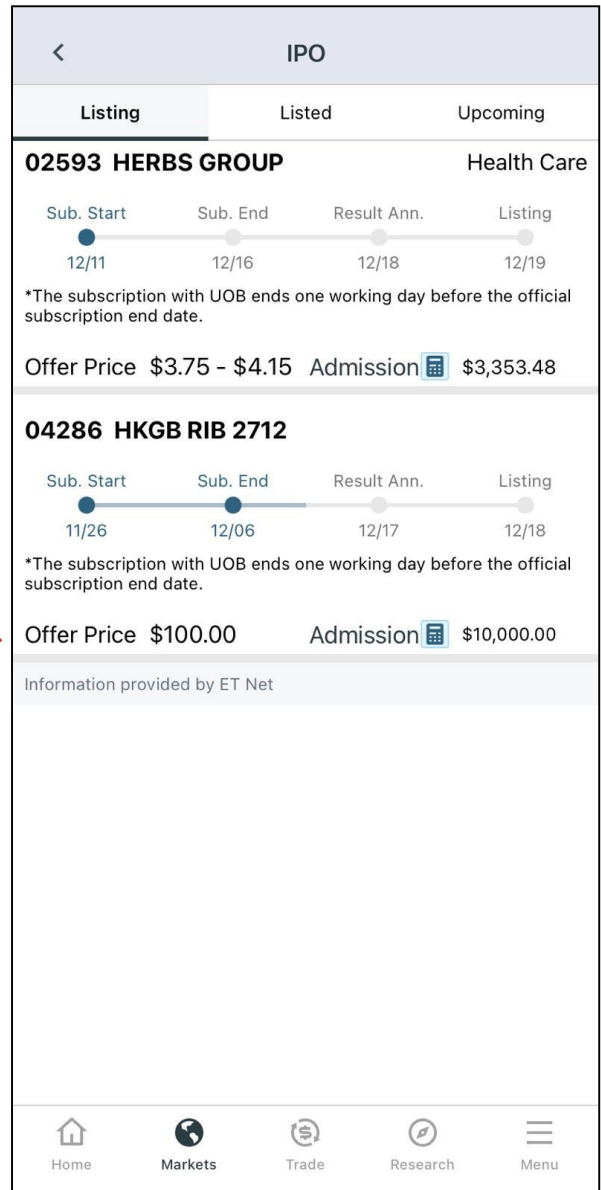 IPO
Listing Listed Upcoming
02593 HERBS GROUP Health Care
Sub. Start Sub. End Result Ann. Listing
12/11 12/16 12/18 12/19
*The subscription with UOB ends one working day before the official
subscription end date.
Offer Price $3.75 - $4.15 Admission $3,353.48
04286 HKGB RIB 2712
Sub. Start Sub. End Result Ann. Listing
11/26 12/06 12/17 12/18
*The subscription with UOB ends one working day before the official
subscription end date.
Offer Price $100.00 Admission $10,000.00
Information provided by ET Net
Home Markets Trade Research Menu